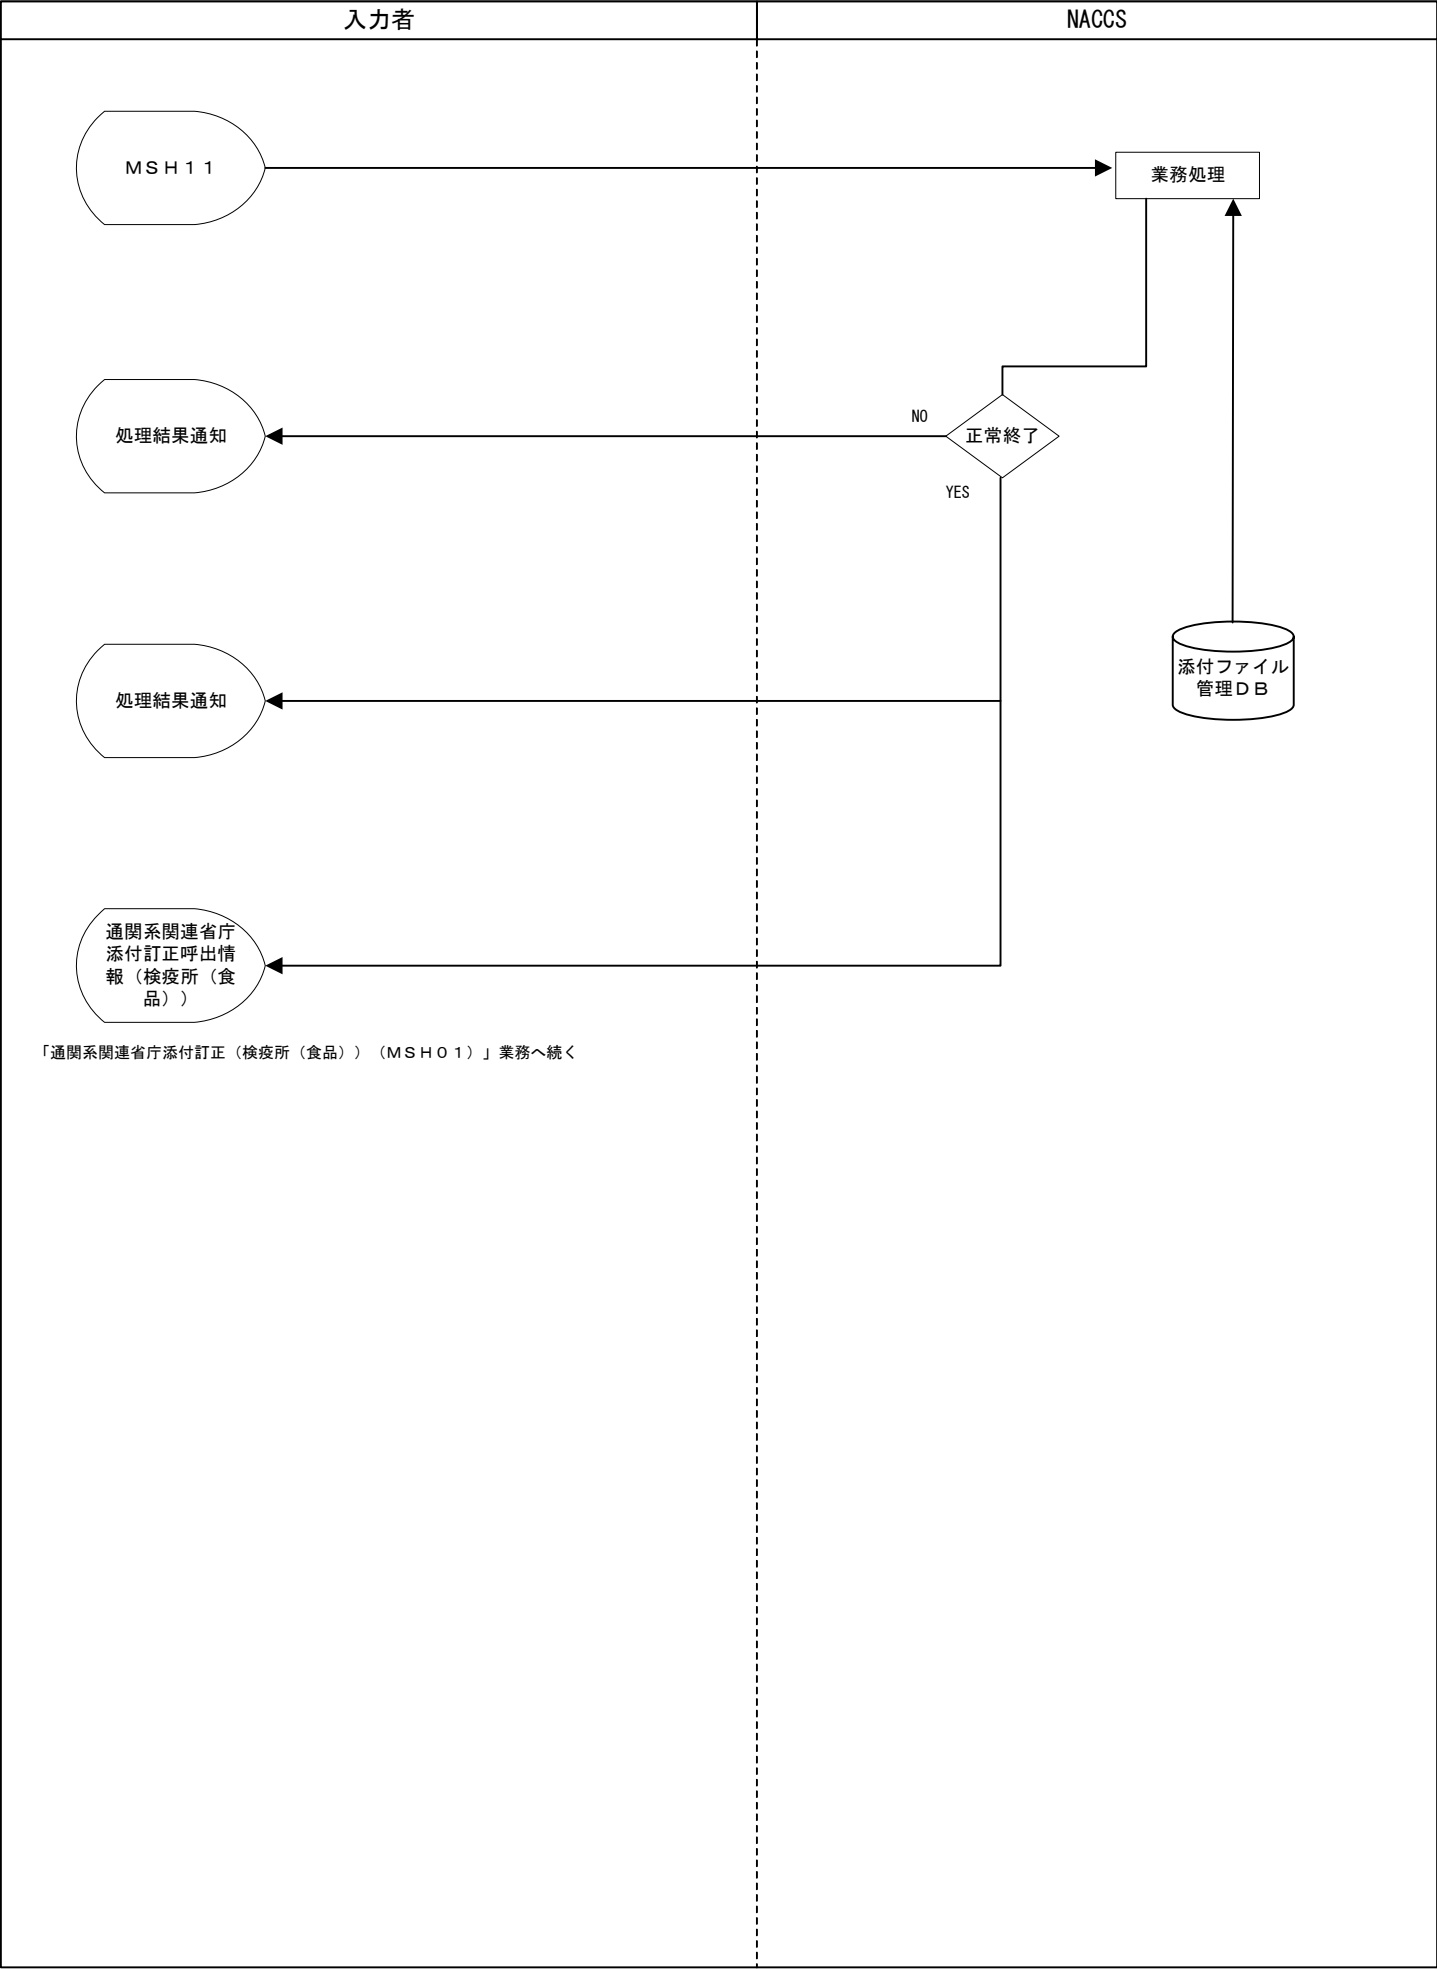 入力者
NACCS
ＭＳＨ１１
業務処理
NO
処理結果通知
正常終了
YES
添付ファイル
管理ＤＢ
処理結果通知
通関系関連省庁
添付訂正呼出情
報（検疫所（食
品））
「通関系関連省庁添付訂正（検疫所（食品））（ＭＳＨ０１）」業務へ続く